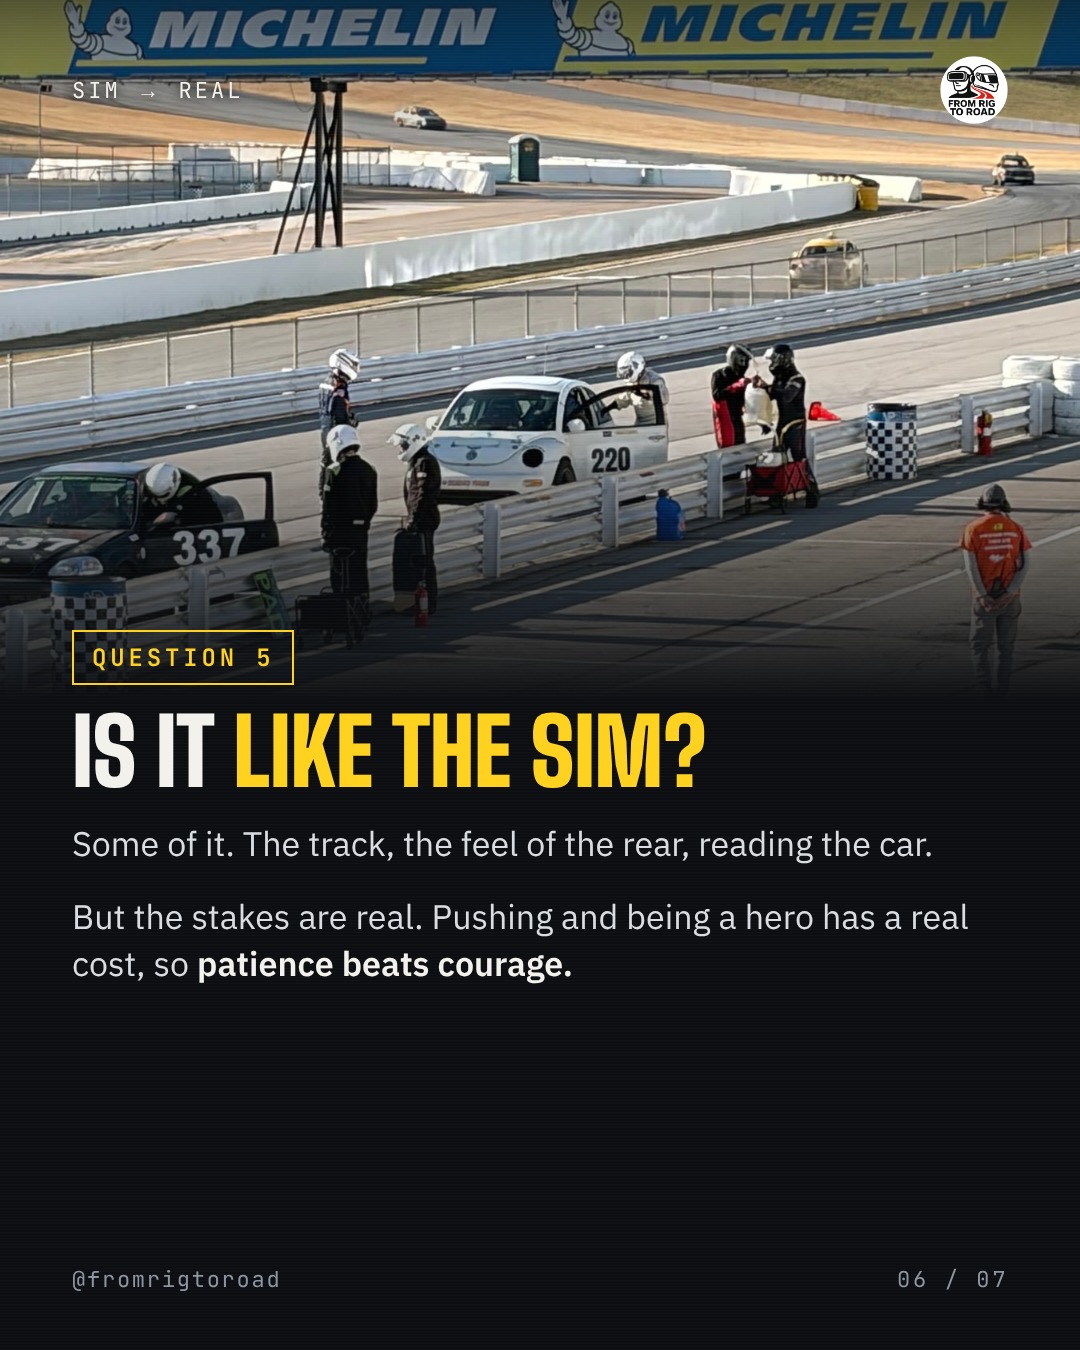 MICHELIN MICHELIN
SIM → REAL
FROM RIG
TO ROAD
220
337
QUESTION 5
IS IT LIKE THE SIM?
Some of it. The track, the feel of the rear, reading the car.
But the stakes are real. Pushing and being a hero has a real
cost, so patience beats courage.
@fromrigtoroad
06 / 07